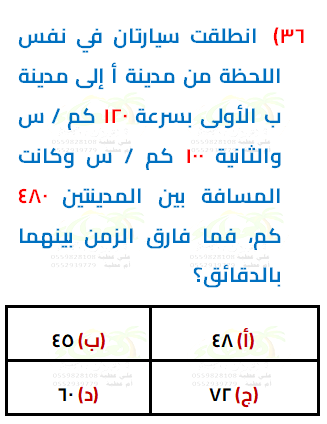 ٣٦) انطلقت سيارتان في نفس
اللحظة من مدينة أ إلى مدينة
ب الأولى بسرعة ١٢٠ كم / س
والثانية ١٠٠ كم / س وكانت
المسافة بين المدينتين ٤٨٠
كم، فما فارق الزمن بينهما
بالدقائق؟
(أ) ٤٨ (ب) ٤٥
(ج) ٧٢ (د) ٦٠